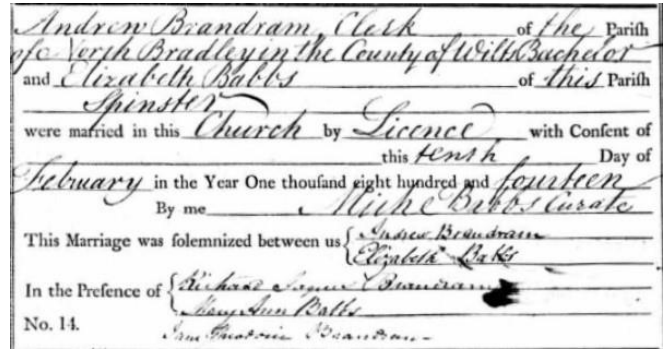 Andrew Brandram, Clerk of the Parish
of North Bradley in the County of Wilts Bachelor
and Elizabeth Babbs of this Parish
Spinster
were married in this Church by Licence with Consent of
this tenth Day of
February in the Year One thousand eight hundred and fourteen
By me Babbs Curate
This Marriage was solemnized between us { Andrew Brandram
Elizabeth Babbs
In the Presence of { Richard Brandram
Mary Ann Babbs
No. 14. Brandram